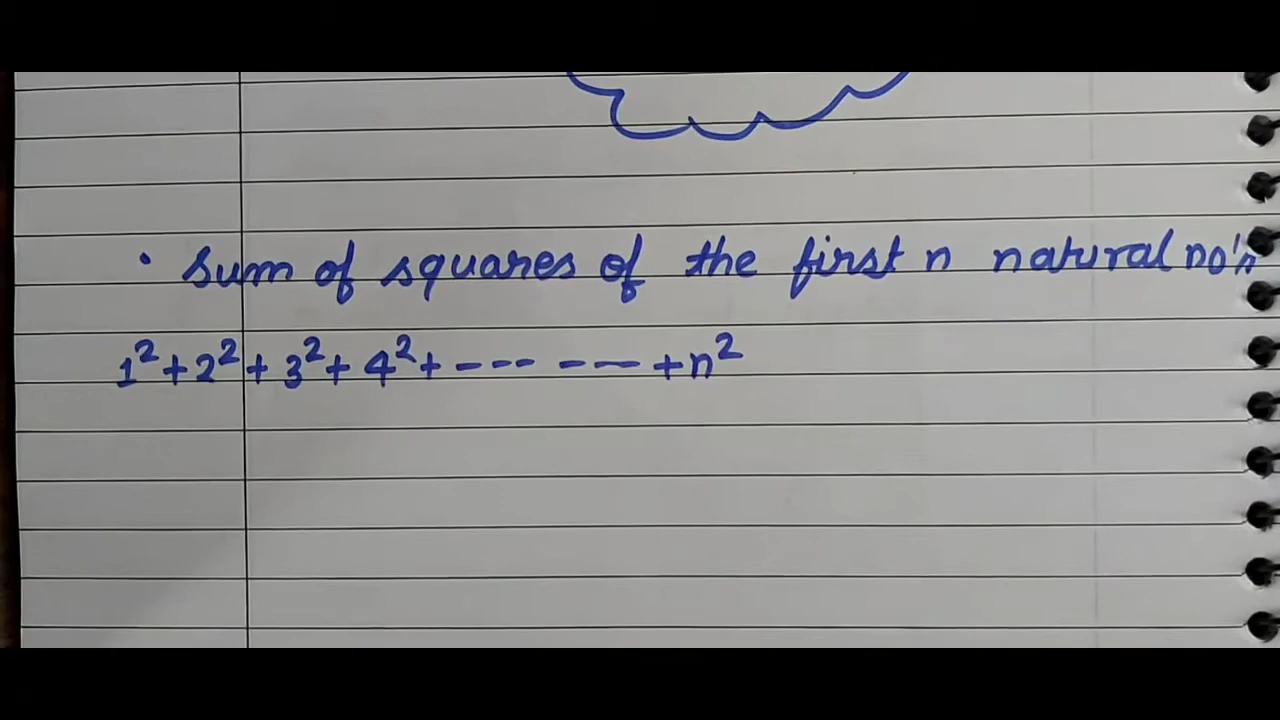 • Sum of squares of the first n natural no's
1²+2²+3²+4²+--- -- +n²